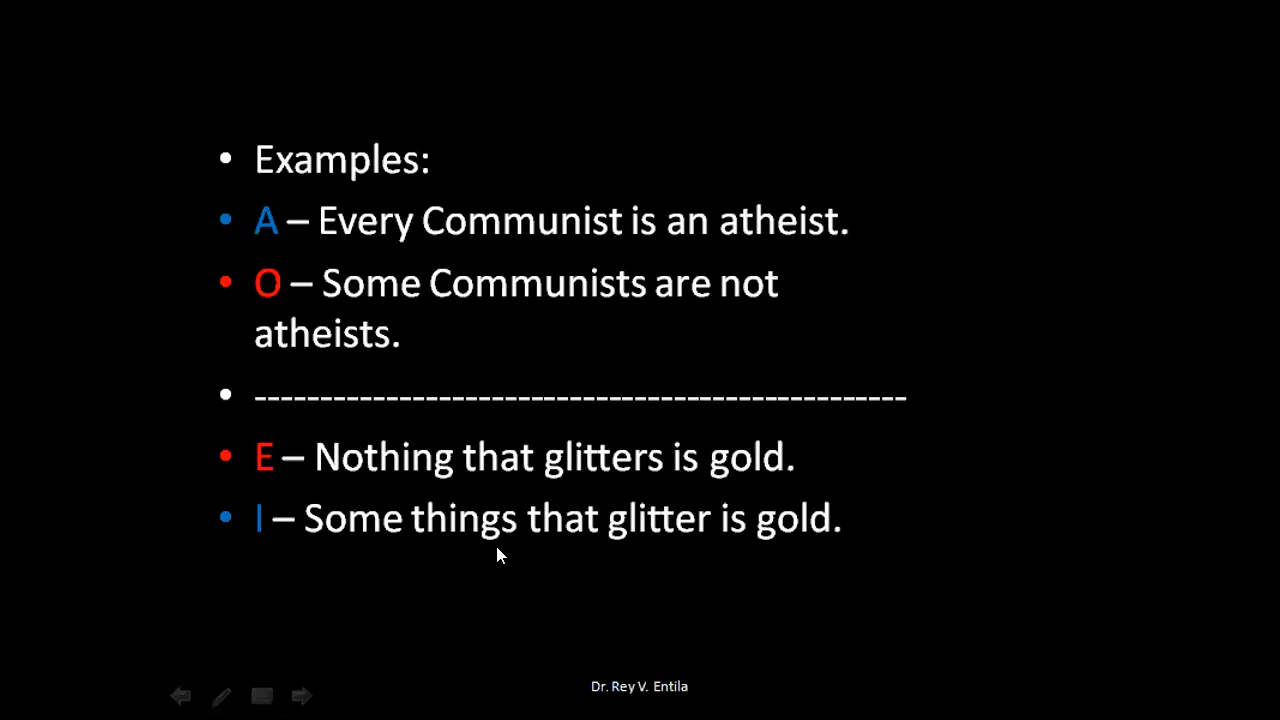 • Examples:
• A – Every Communist is an atheist.
• O – Some Communists are not
atheists.
• --------------------------------------------------
• E – Nothing that glitters is gold.
• I – Some things that glitter is gold.
Dr. Rey V. Entila